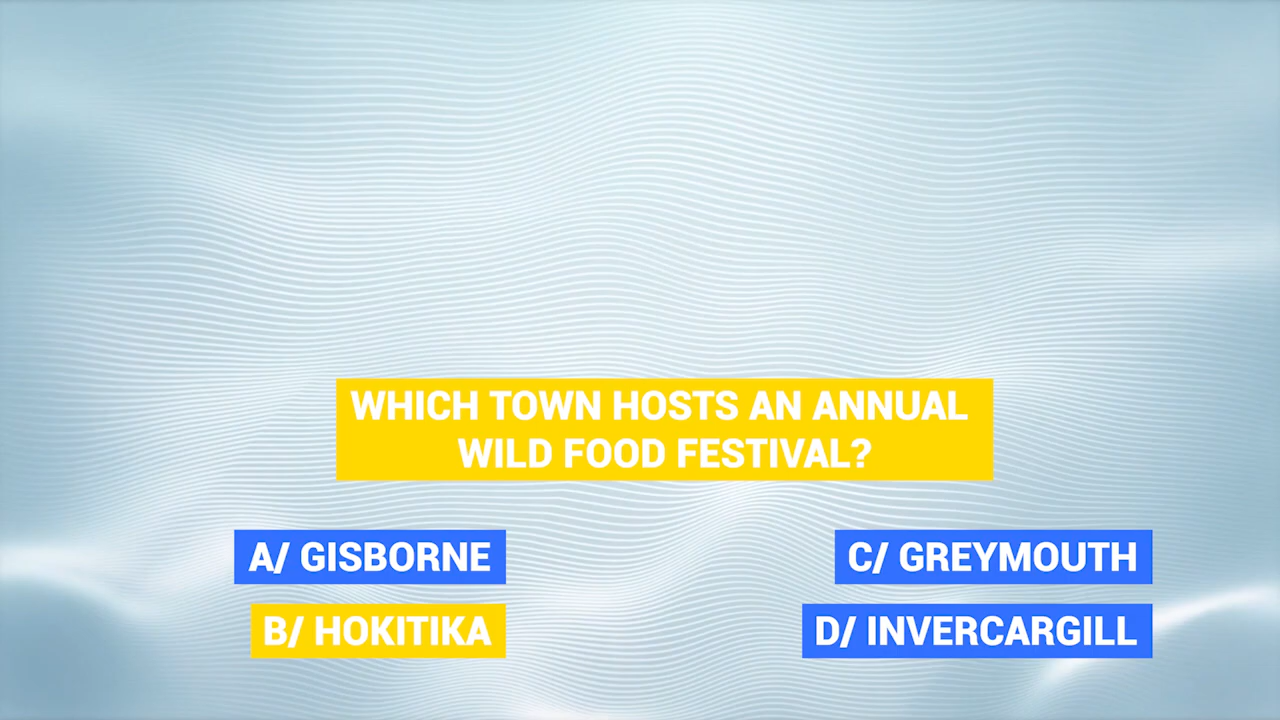 WHICH TOWN HOSTS AN ANNUAL
WILD FOOD FESTIVAL?
A/ GISBORNE
B/ HOKITIKA
C/ GREYMOUTH
D/ INVERCARGILL